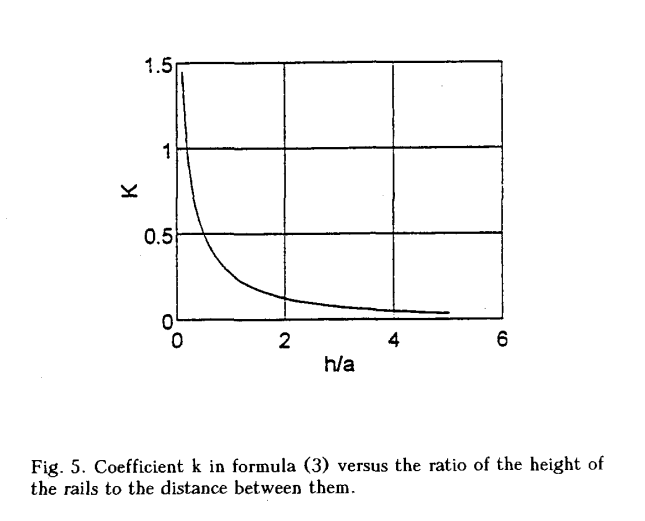 1.5
1
K
0.5
0
0 2 4 6
h/a
Fig. 5. Coefficient k in formula (3) versus the ratio of the height of
the rails to the distance between them.